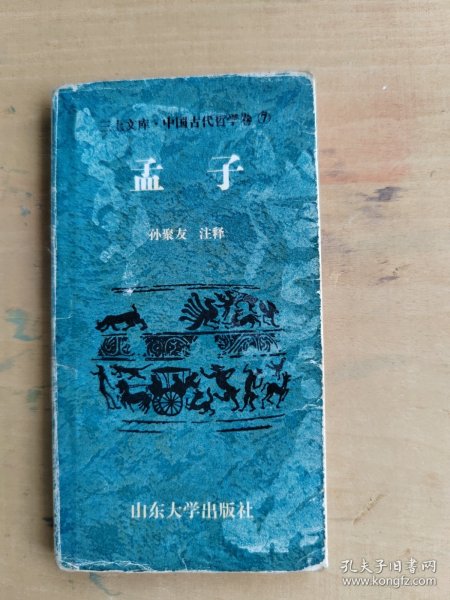 三盅文库·中国古代哲学卷 ⑦
孟 子
孙聚友 注释
山东大学出版社
孔夫子旧书网
www.kongfz.com